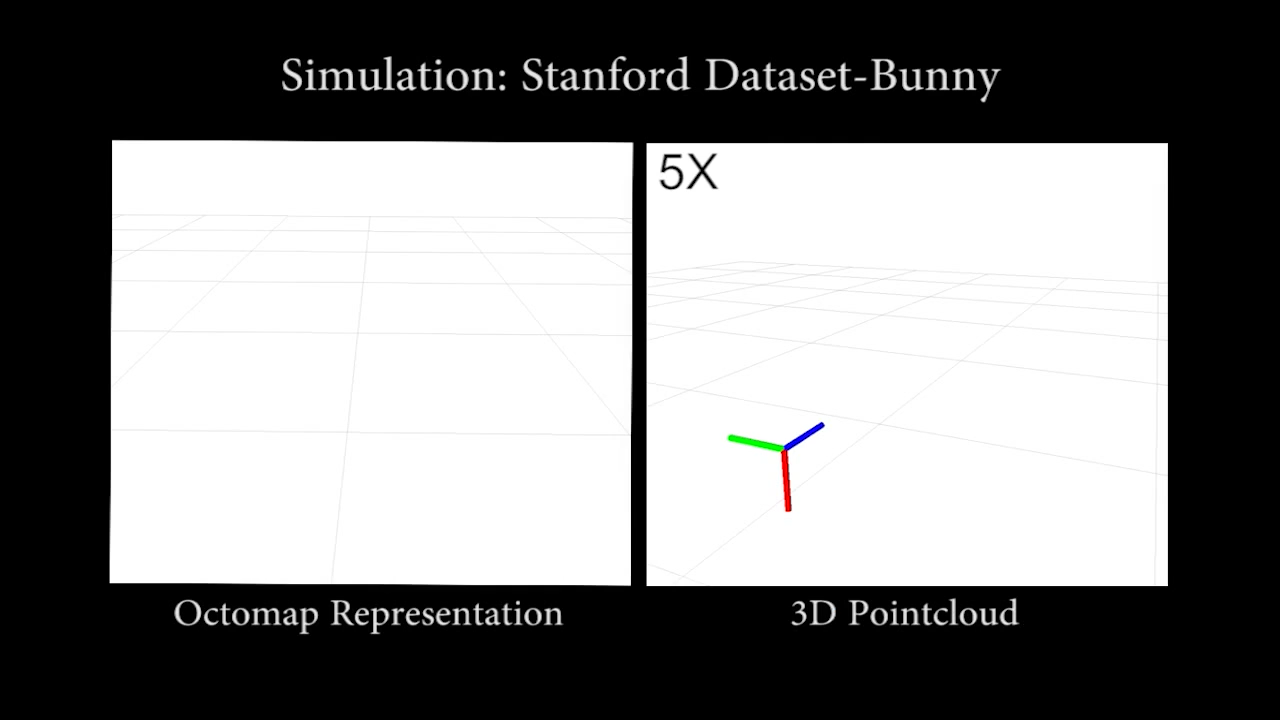 Simulation: Stanford Dataset-Bunny
5X
Octomap Representation
3D Pointcloud